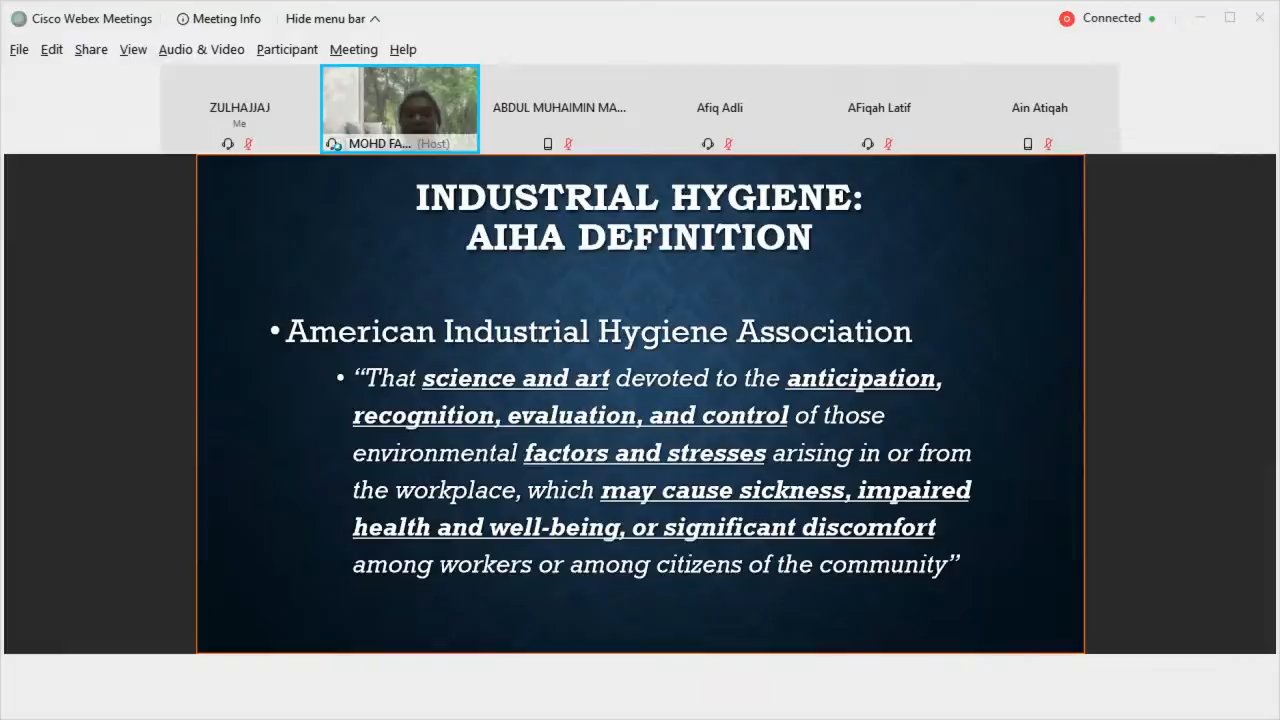 Cisco Webex Meetings
Meeting Info
Hide menu bar
Connected
File Edit Share View Audio & Video Participant Meeting Help
ZULHAJJAJ
Me
MOHD FA... (Host)
ABDUL MUHAIMIN MA...
Afiq Adli
AFiqah Latif
Ain Atiqah
INDUSTRIAL HYGIENE:
AIHA DEFINITION
•American Industrial Hygiene Association
• “That science and art devoted to the anticipation,
recognition, evaluation, and control of those
environmental factors and stresses arising in or from
the workplace, which may cause sickness, impaired
health and well-being, or significant discomfort
among workers or among citizens of the community”